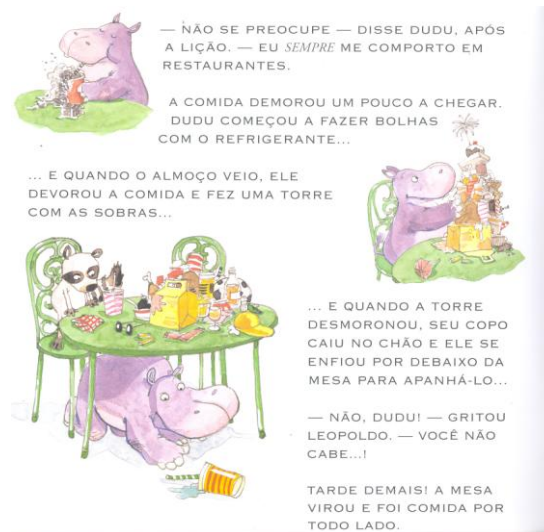 — NÃO SE PREOCUPE — DISSE DUDU, APÓS
A LIÇÃO. — EU SEMPRE ME COMPORTO EM
RESTAURANTES.
A COMIDA DEMOROU UM POUCO A CHEGAR.
DUDU COMEÇOU A FAZER BOLHAS
COM O REFRIGERANTE...
... E QUANDO O ALMOÇO VEIO, ELE
DEVOROU A COMIDA E FEZ UMA TORRE
COM AS SOBRAS...
... E QUANDO A TORRE
DESMORONOU, SEU COPO
CAIU NO CHÃO E ELE SE
ENFIOU POR DEBAIXO DA
MESA PARA APANHÁ-LO...
— NÃO, DUDU! — GRITOU
LEOPOLDO. — VOCÊ NÃO
CABE...!
TARDE DEMAIS! A MESA
VIROU E FOI COMIDA POR
TODO LADO.